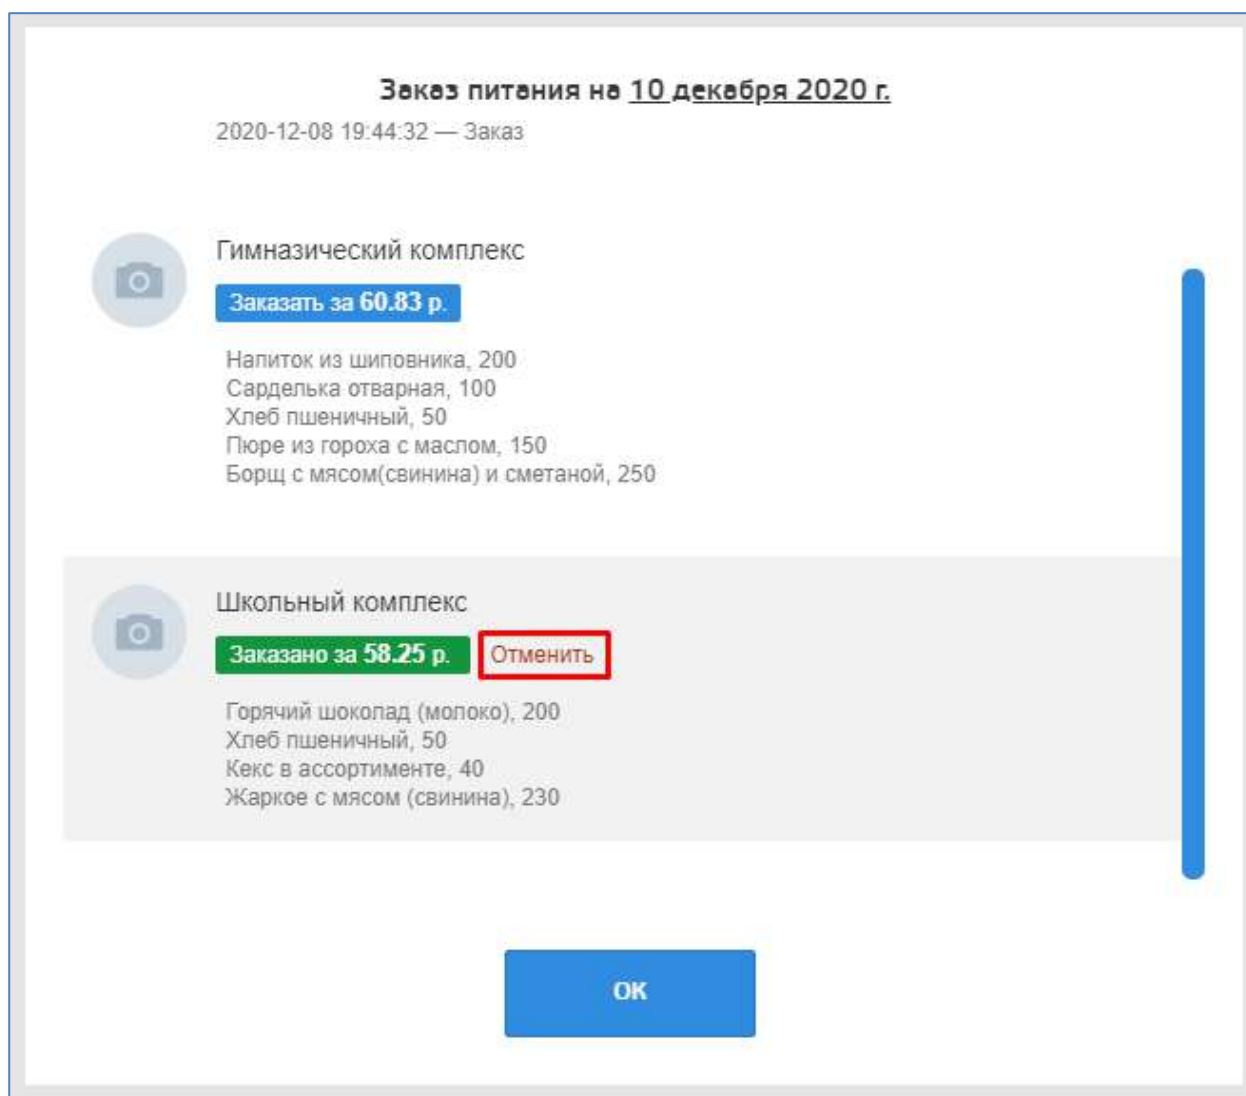 Заказ питания на 10 декабря 2020 г.
2020-12-08 19:44:32 — Заказ
Гимназический комплекс
Заказать за 60.83 р.
Напиток из шиповника, 200
Сарделька отварная, 100
Хлеб пшеничный, 50
Пюре из гороха с маслом, 150
Борщ с мясом(свинина) и сметаной, 250
Школьный комплекс
Заказано за 58.25 р. Отменить
Горячий шоколад (молоко), 200
Хлеб пшеничный, 50
Кекс в ассортименте, 40
Жаркое с мясом (свинина), 230
ОК